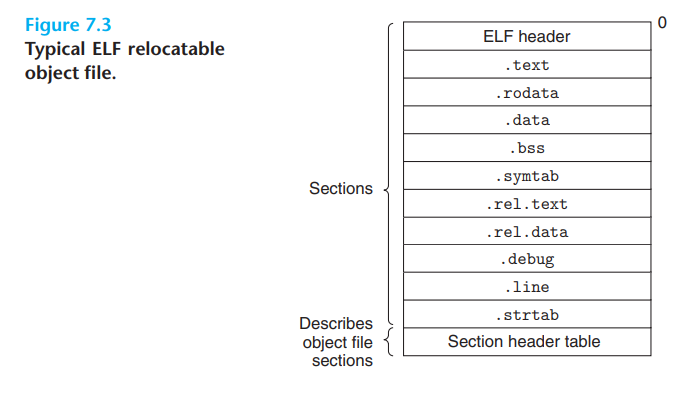 Figure 7.3
Typical ELF relocatable
object file.
0
ELF header
.text
.rodata
.data
.bss
.symtab
.rel.text
.rel.data
.debug
.line
.strtab
Section header table
Sections
Describes
object file
sections